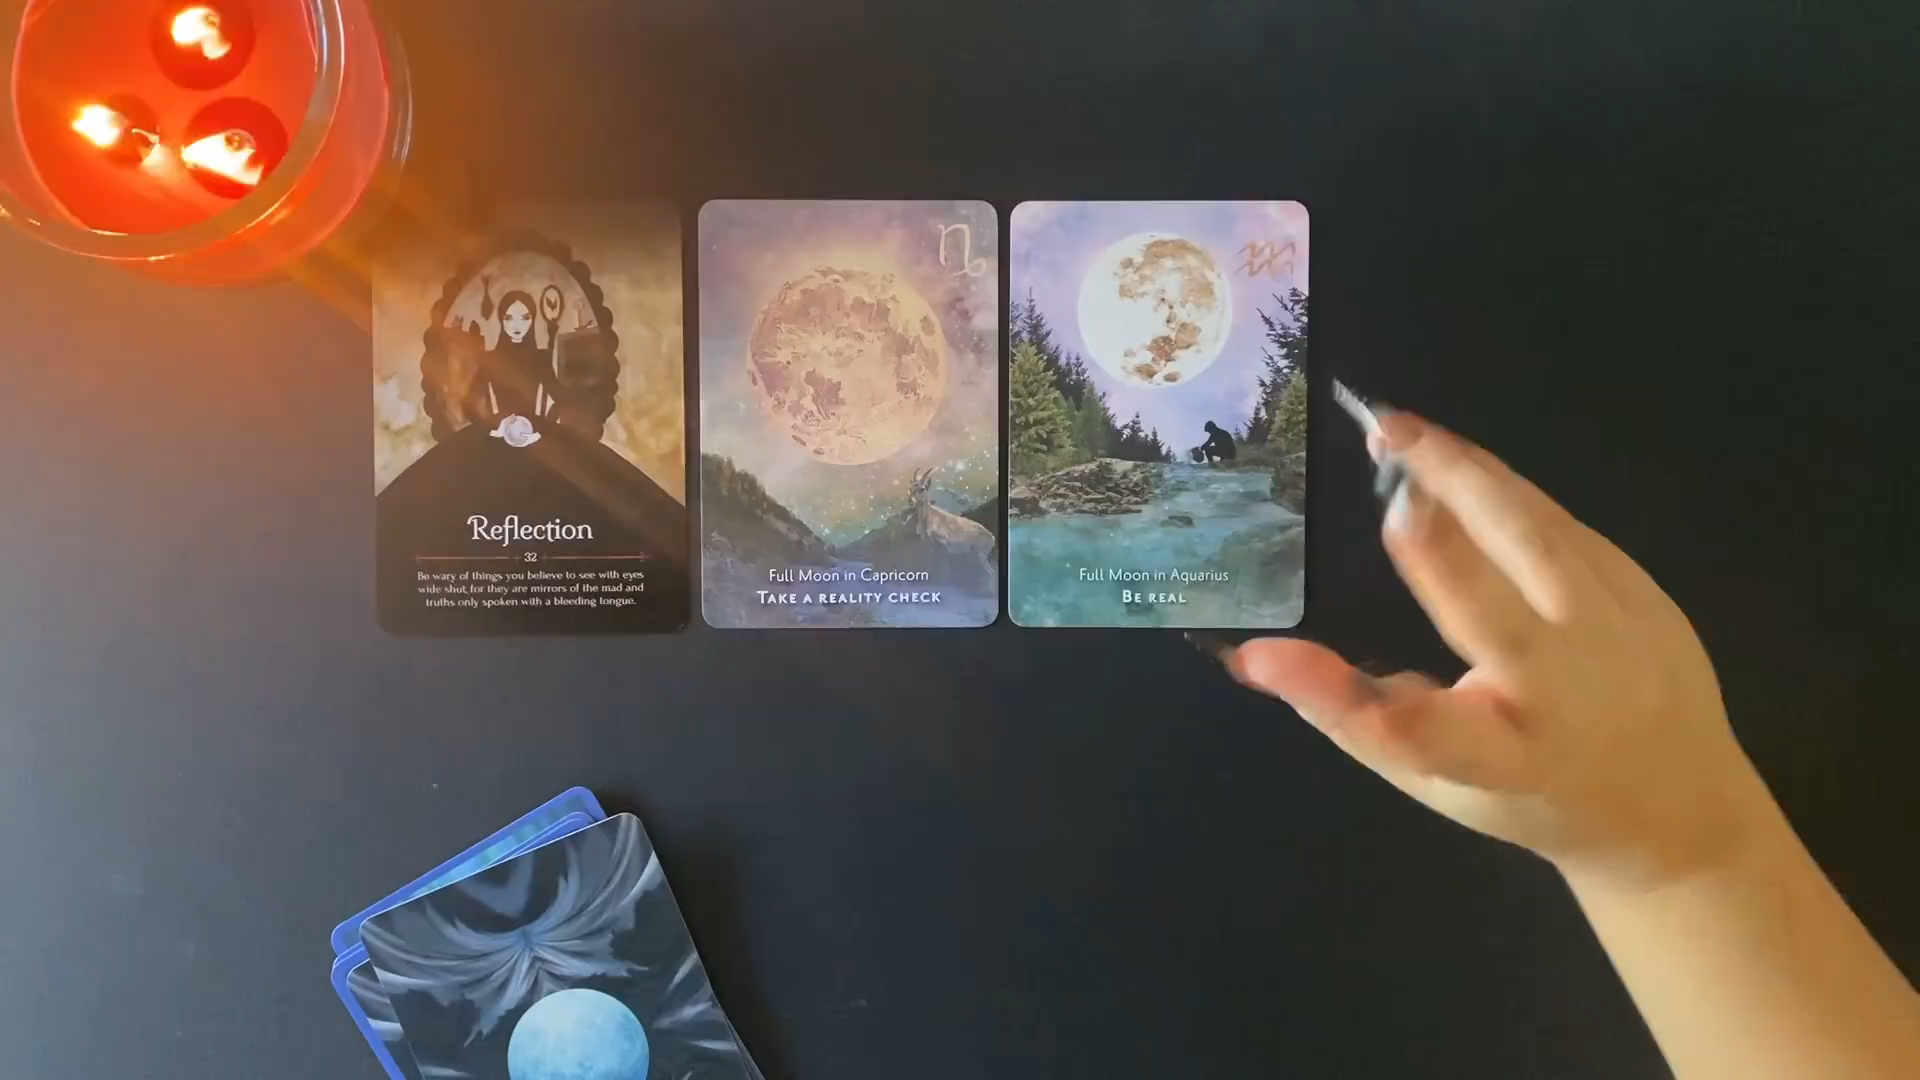 Reflection
32
Be wary of things you believe to see with eyes
wide shut, for they are mirrors of the mad and
truths only spoken with a bleeding tongue.
Full Moon in Capricorn
TAKE A REALITY CHECK
Full Moon in Aquarius
BE REAL